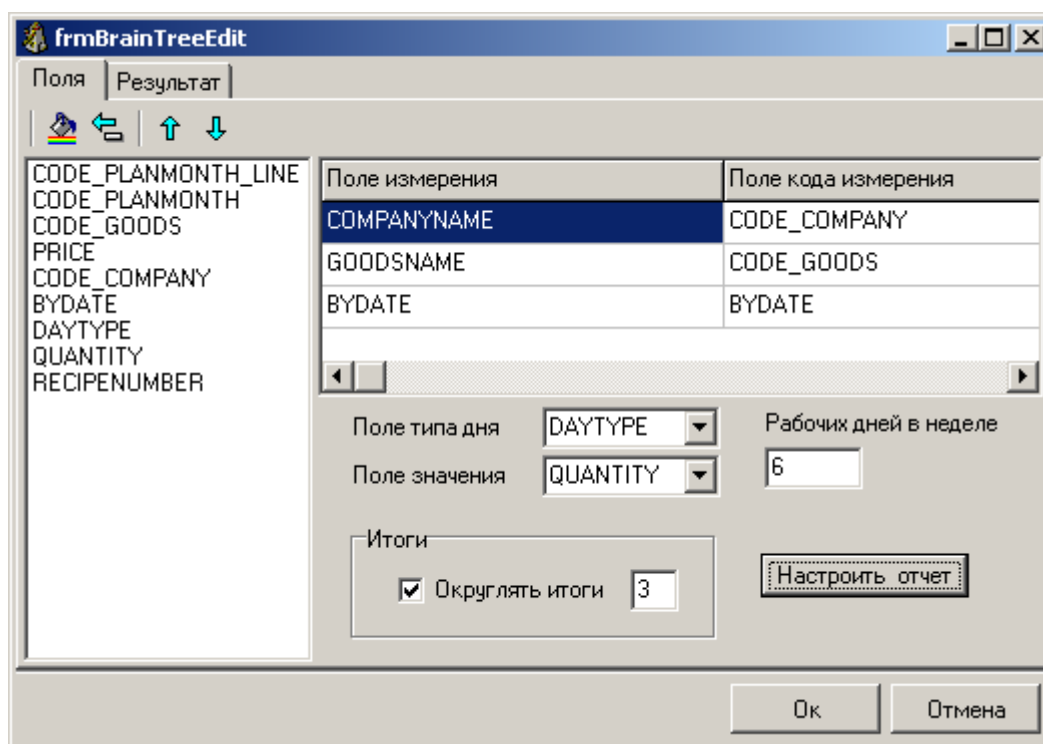 frmBrainTreeEdit
Поля Результат
CODE_PLANMONTH_LINE
CODE_PLANMONTH
CODE_GOODS
PRICE
CODE_COMPANY
BYDATE
DAYTYPE
QUANTITY
RECIPENUMBER
Поле измерения Поле кода измерения
COMPANYNAME CODE_COMPANY
GOODSNAME CODE_GOODS
BYDATE BYDATE
Поле типа дня DAYTYPE Рабочих дней в неделе
Поле значения QUANTITY 6
Итоги
Округлять итоги 3 Настроить отчет
Ок Отмена